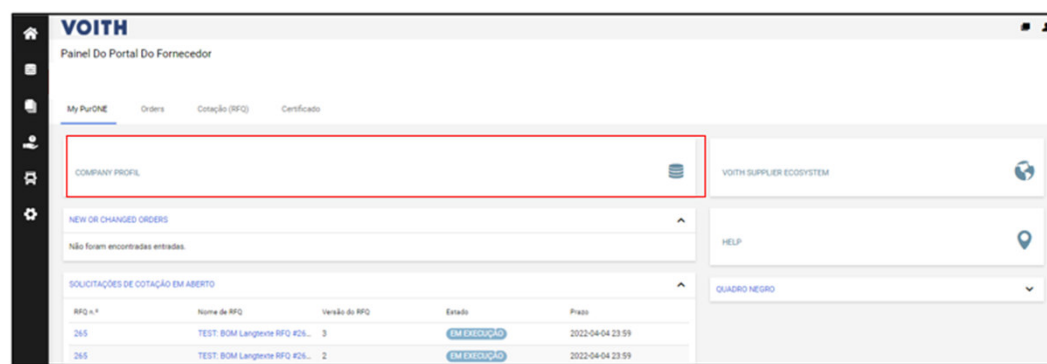 VOITH
Painel Do Portal Do Fornecedor
My PurONE Orders Cotação (RFQ) Certificado
COMPANY PROFIL
VOITH SUPPLIER ECOSYSTEM
NEW OR CHANGED ORDERS
Não foram encontradas entradas.
HELP
SOLICITAÇÕES DE COTAÇÃO EM ABERTO
QUADRO NEGRO
RFQ n.º Nome de RFQ Versão do RFQ Estado Prazo
265 TEST: BOM Langtexte RFQ #26... 3 EM EXECUÇÃO 2022-04-04 23:59
265 TEST: BOM Langtexte RFQ #26... 2 EM EXECUÇÃO 2022-04-04 23:59